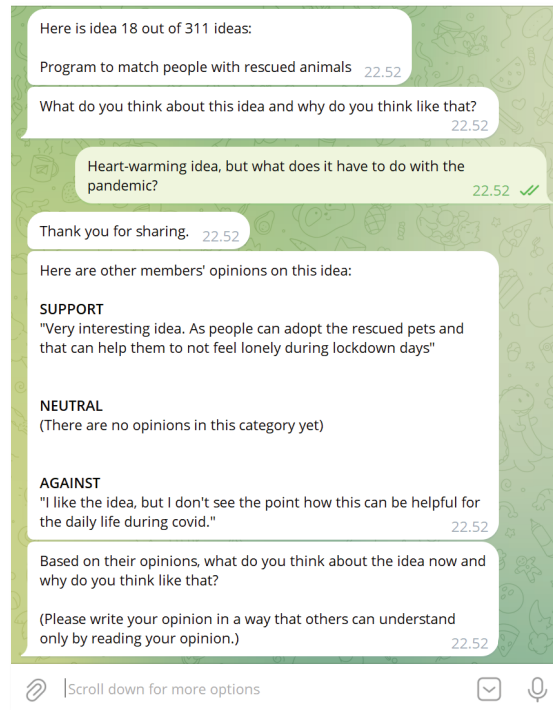 Here is idea 18 out of 311 ideas:
Program to match people with rescued animals 22.52
What do you think about this idea and why do you think like that?
22.52
Heart-warming idea, but what does it have to do with the
pandemic?
22.52
Thank you for sharing. 22.52
Here are other members' opinions on this idea:
SUPPORT
"Very interesting idea. As people can adopt the rescued pets and
that can help them to not feel lonely during lockdown days"
NEUTRAL
(There are no opinions in this category yet)
AGAINST
"I like the idea, but I don't see the point how this can be helpful for
the daily life during covid."
22.52
Based on their opinions, what do you think about the idea now and
why do you think like that?
(Please write your opinion in a way that others can understand
only by reading your opinion.)
22.52
Scroll down for more options